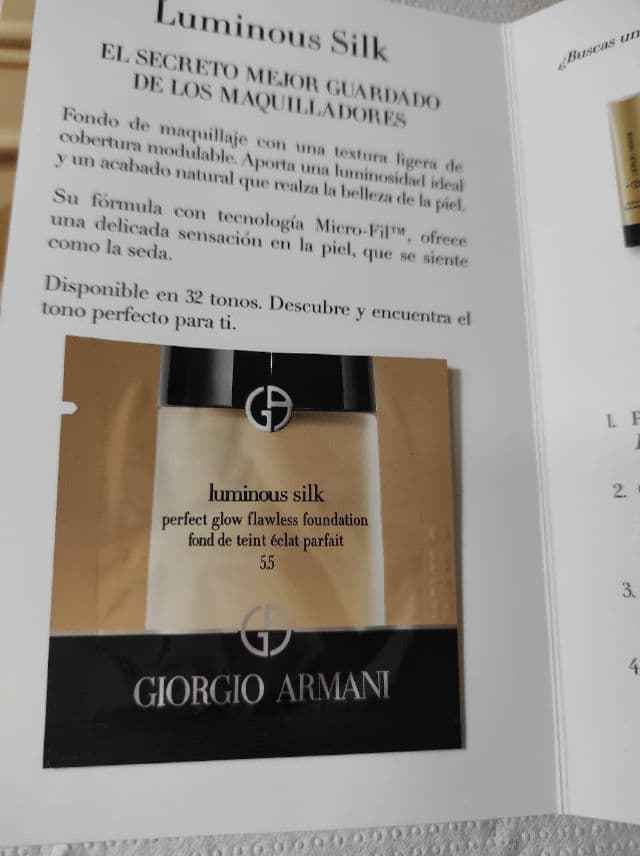 Luminous Silk
EL SECRETO MEJOR GUARDADO
DE LOS MAQUILLADORES
Fondo de maquillaje con una textura ligera de
cobertura modulable. Aporta una luminosidad ideal
y un acabado natural que realza la belleza de la piel.
Su fórmula con tecnología Micro-Fil™, ofrece
una delicada sensación en la piel, que se siente
como la seda.
Disponible en 32 tonos. Descubre y encuentra el
tono perfecto para ti.
GA
luminous silk
perfect glow flawless foundation
fond de teint éclat parfait
5.5
GA
GIORGIO ARMANI
¿Buscas un
1.
2.
3.
4